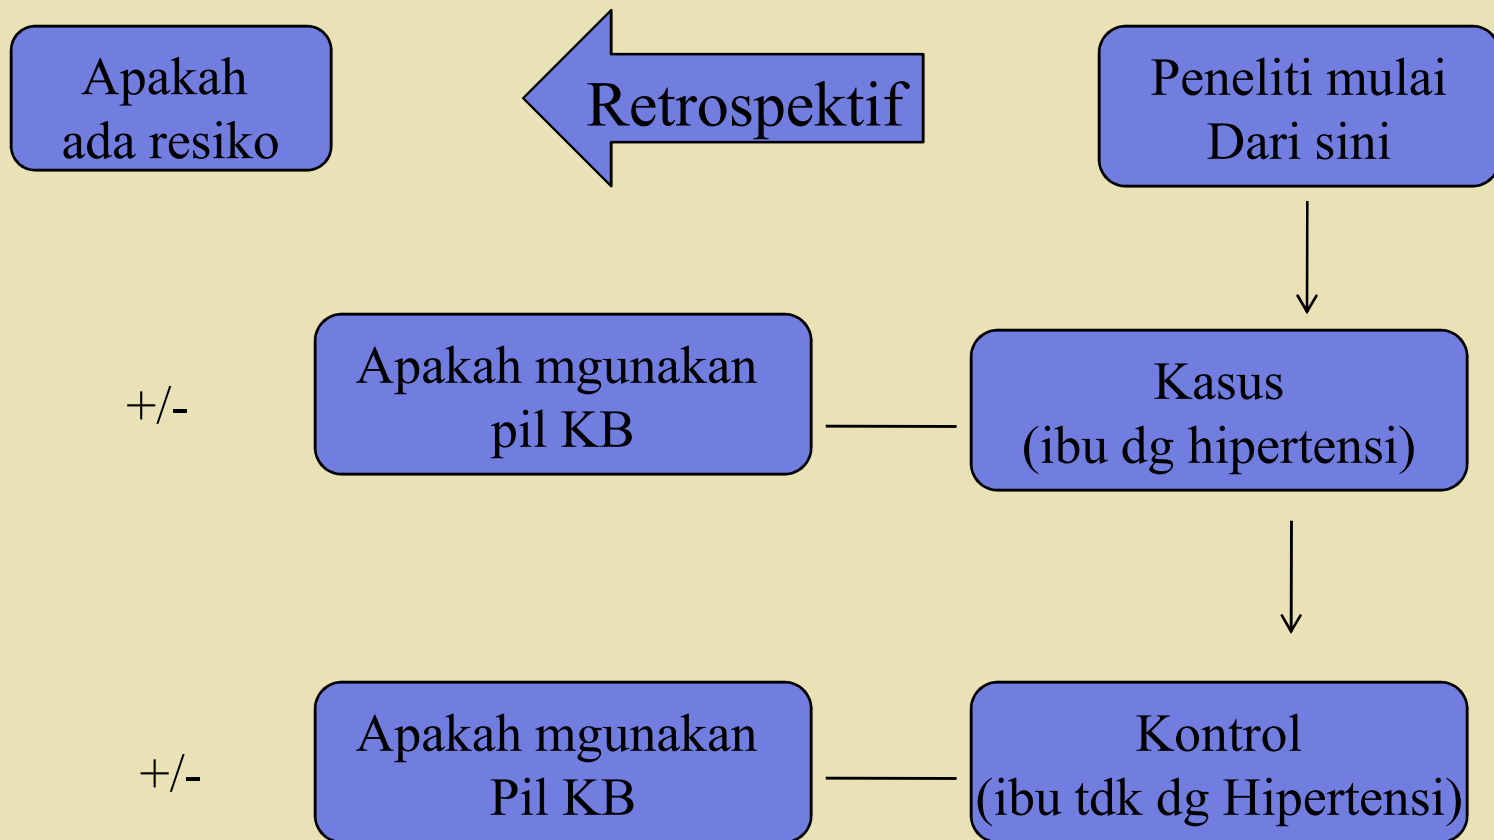 Apakah
ada resiko
Retrospektif
Peneliti mulai
Dari sini
+/-
Apakah mgunakan
pil KB
Kasus
(ibu dg hipertensi)
+/-
Apakah mgunakan
Pil KB
Kontrol
(ibu tdk dg Hipertensi)